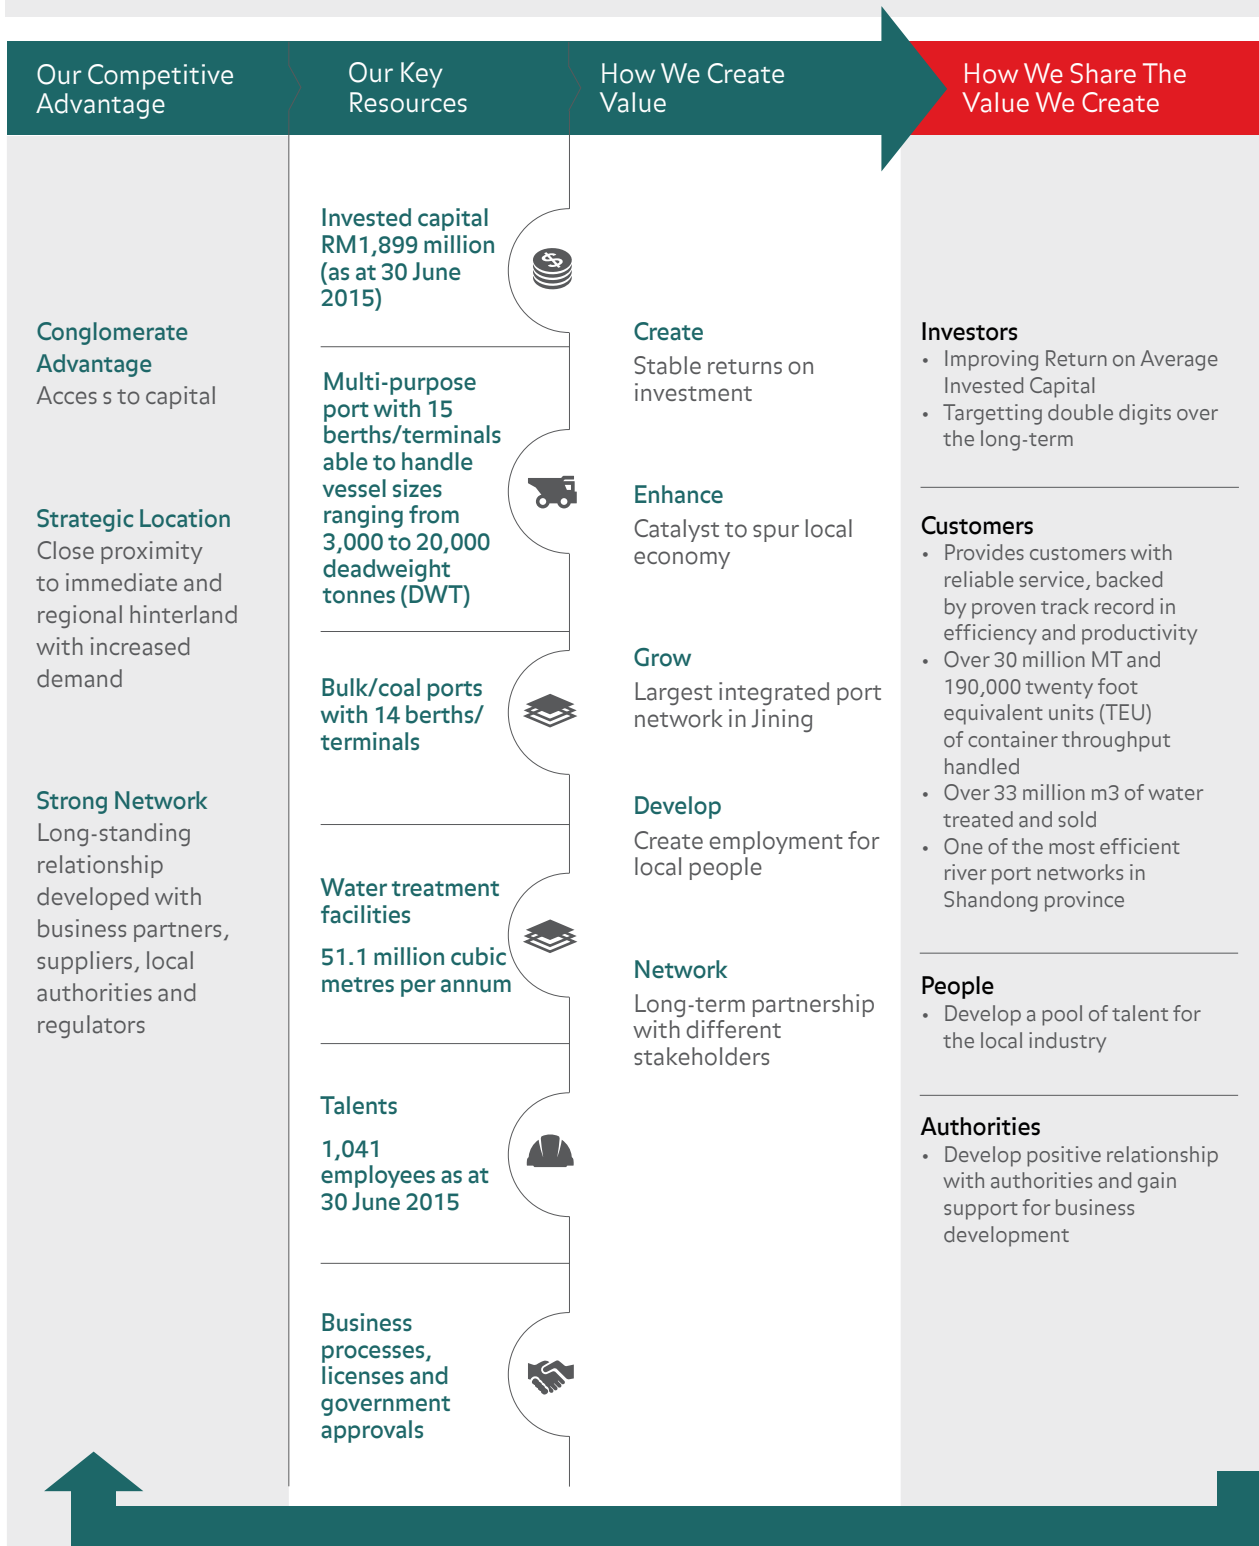 Our Competitive
Advantage
Our Key
Resources
How We Create
Value
How We Share The
Value We Create
Conglomerate
Advantage
Acces s to capital
Strategic Location
Close proximity
to immediate and
regional hinterland
with increased
demand
Strong Network
Long-standing
relationship
developed with
business partners,
suppliers, local
authorities and
regulators
Invested capital
RM1,899 million
(as at 30 June
2015)
Multi-purpose
port with 15
berths/terminals
able to handle
vessel sizes
ranging from
3,000 to 20,000
deadweight
tonnes (DWT)
Bulk/coal ports
with 14 berths/
terminals
Water treatment
facilities
51.1 million cubic
metres per annum
Talents
1,041
employees as at
30 June 2015
Business
processes,
licenses and
government
approvals
Create
Stable returns on
investment
Enhance
Catalyst to spur local
economy
Grow
Largest integrated port
network in Jining
Develop
Create employment for
local people
Network
Long-term partnership
with different
stakeholders
Investors
• Improving Return on Average
Invested Capital
• Targetting double digits over
the long-term
Customers
• Provides customers with
reliable service, backed
by proven track record in
efficiency and productivity
• Over 30 million MT and
190,000 twenty foot
equivalent units (TEU)
of container throughput
handled
• Over 33 million m3 of water
treated and sold
• One of the most efficient
river port networks in
Shandong province
People
• Develop a pool of talent for
the local industry
Authorities
• Develop positive relationship
with authorities and gain
support for business
development